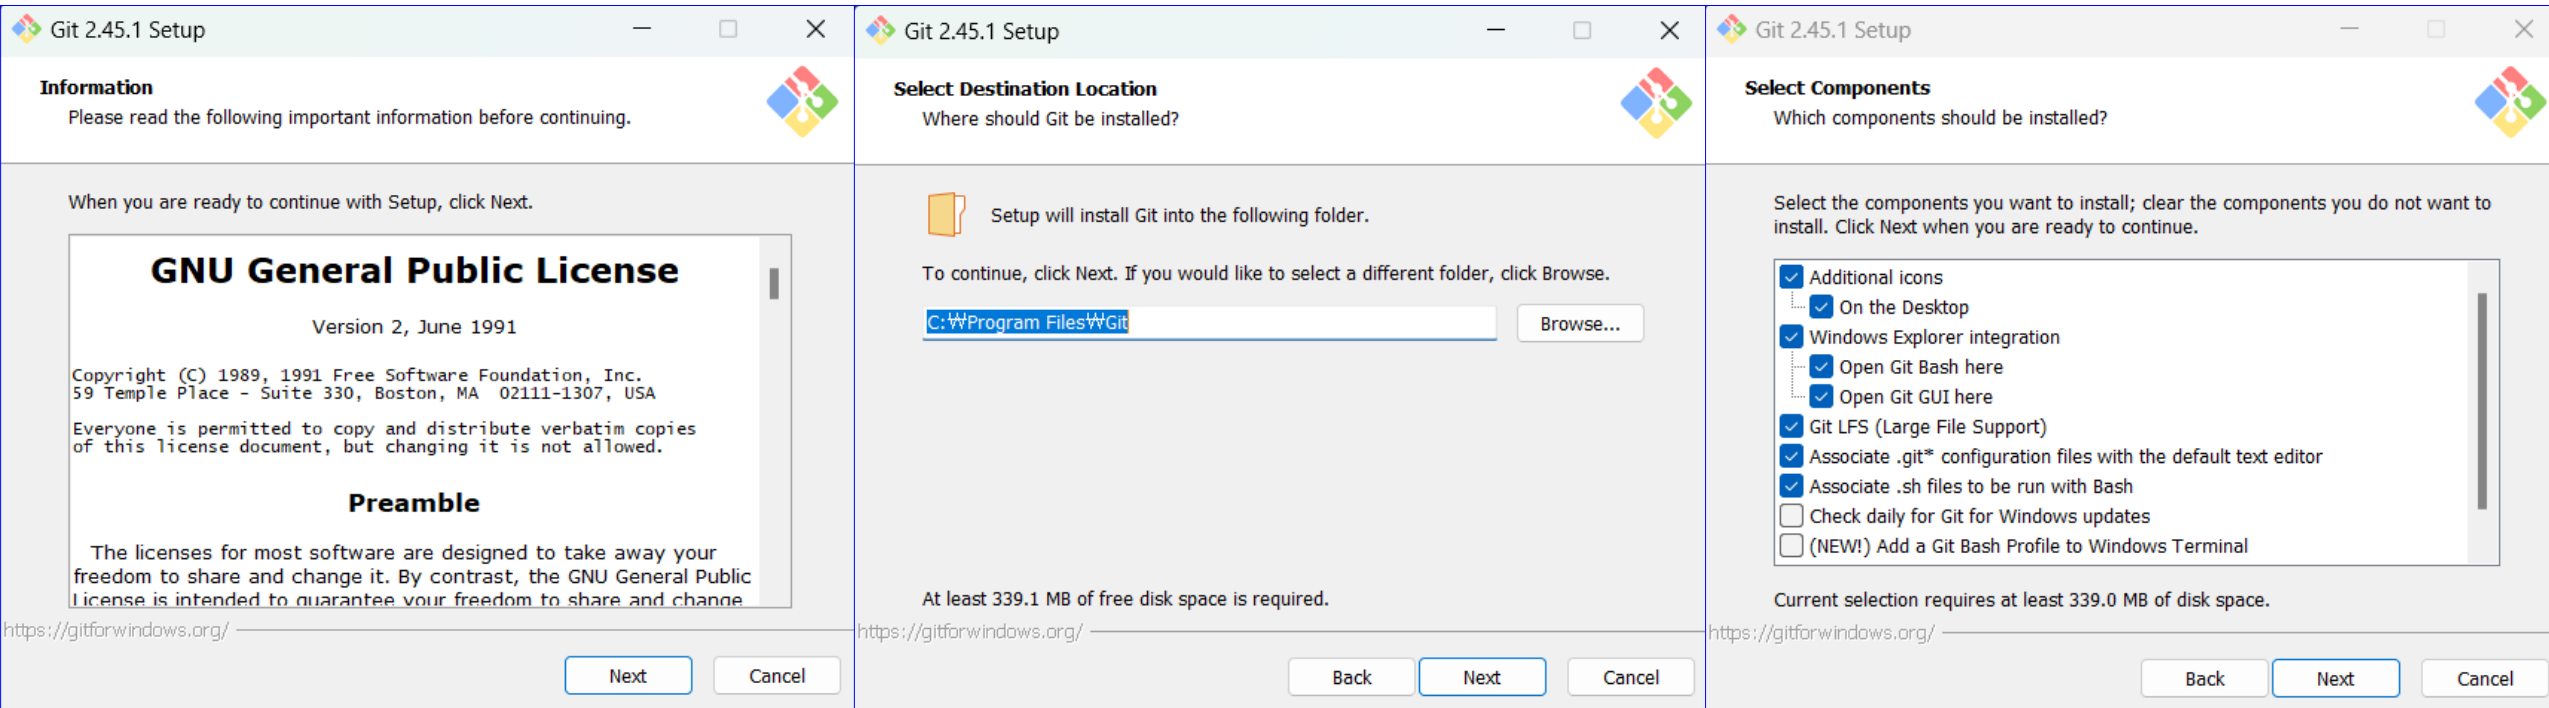 Git 2.45.1 Setup
Information
Please read the following important information before continuing.
When you are ready to continue with Setup, click Next.
GNU General Public License
Version 2, June 1991
Copyright (C) 1989, 1991 Free Software Foundation, Inc.
59 Temple Place - Suite 330, Boston, MA  02111-1307, USA
Everyone is permitted to copy and distribute verbatim copies
of this license document, but changing it is not allowed.
Preamble
The licenses for most software are designed to take away your
freedom to share and change it. By contrast, the GNU General Public
License is intended to guarantee your freedom to share and change
https://gitforwindows.org/
Next
Cancel
Git 2.45.1 Setup
Select Destination Location
Where should Git be installed?
Setup will install Git into the following folder.
To continue, click Next. If you would like to select a different folder, click Browse.
C:₩Program Files₩Git
Browse...
At least 339.1 MB of free disk space is required.
https://gitforwindows.org/
Back
Next
Cancel
Git 2.45.1 Setup
Select Components
Which components should be installed?
Select the components you want to install; clear the components you do not want to
install. Click Next when you are ready to continue.
Additional icons
On the Desktop
Windows Explorer integration
Open Git Bash here
Open Git GUI here
Git LFS (Large File Support)
Associate .git* configuration files with the default text editor
Associate .sh files to be run with Bash
Check daily for Git for Windows updates
(NEW!) Add a Git Bash Profile to Windows Terminal
Current selection requires at least 339.0 MB of disk space.
https://gitforwindows.org/
Back
Next
Cancel